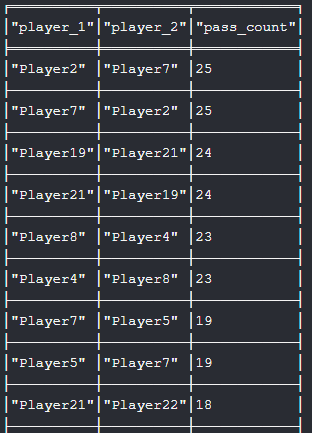 "player_1" "player_2" "pass_count"
"Player2" "Player7" 25
"Player7" "Player2" 25
"Player19" "Player21" 24
"Player21" "Player19" 24
"Player8" "Player4" 23
"Player4" "Player8" 23
"Player7" "Player5" 19
"Player5" "Player7" 19
"Player21" "Player22" 18